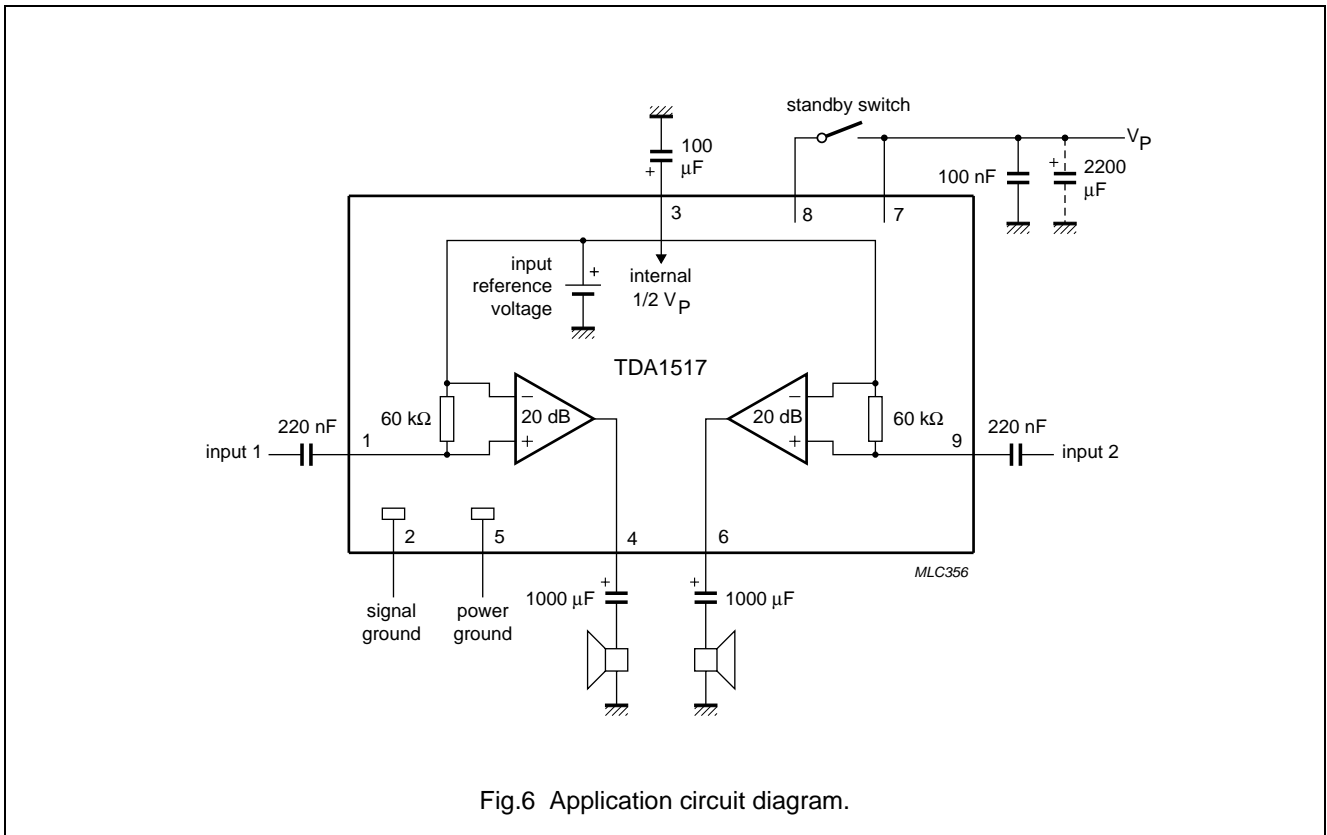 standby switch
V_P
100
μF
+
100 nF
+
2200
μF
3
8
7
input
reference
voltage
+
internal
1/2 V_P
TDA1517
60 kΩ
−
+
20 dB
20 dB
−
+
60 kΩ
220 nF
1
input 1
9
220 nF
input 2
2
5
4
6
MLC356
signal
ground
power
ground
+
1000 μF
+
1000 μF
Fig.6 Application circuit diagram.